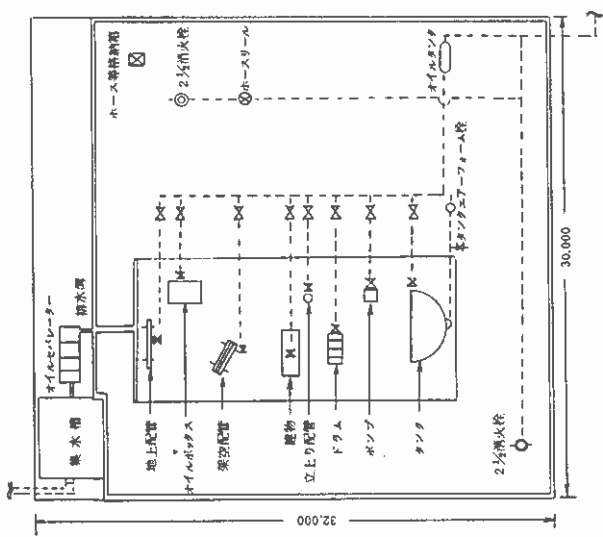 ホース等格納箱
2½消火栓
ホースリール
オイルタンク
タンクエアーフォーム栓
オイルセパレーター
排水溝
集水槽
地上配管
オイルボックス
架空配管
建物
立上り配管
ドラム
ポンプ
タンク
2½消火栓
30,000
32,000